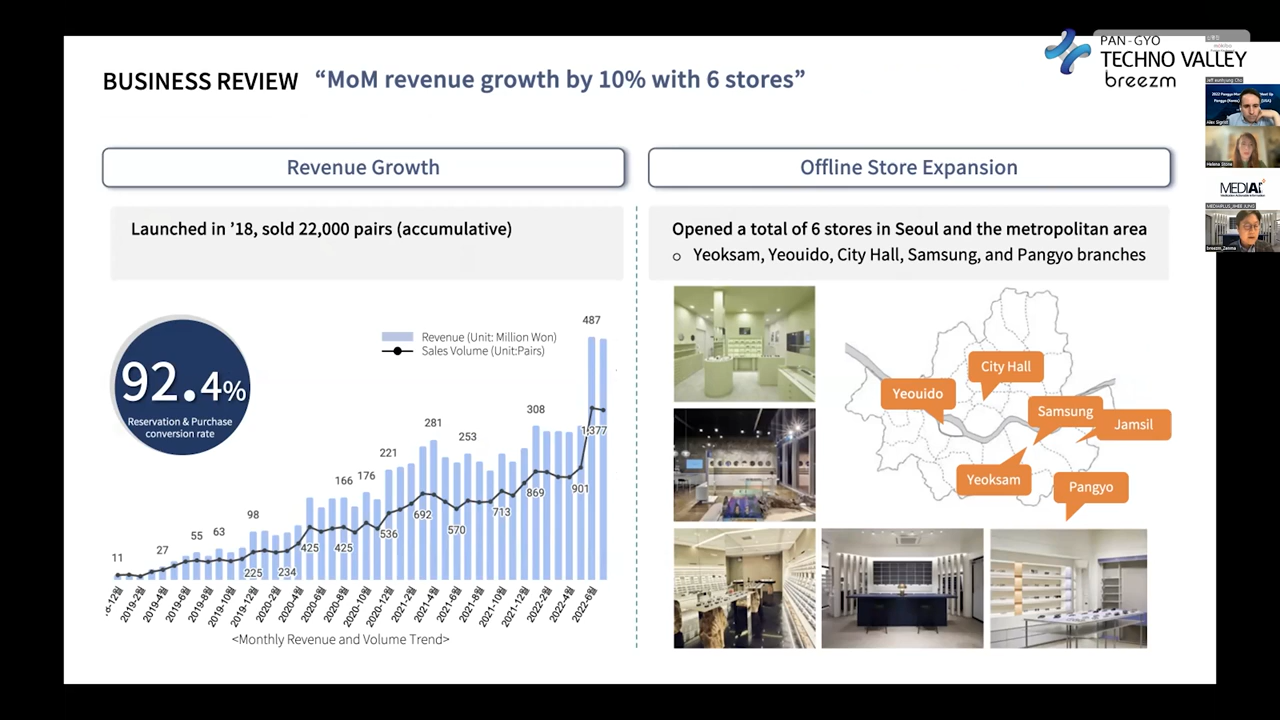 PAN-GYO
TECHNO VALLEY
breezm
BUSINESS REVIEW “MoM revenue growth by 10% with 6 stores”
Revenue Growth
Launched in ’18, sold 22,000 pairs (accumulative)
92.4%
Reservation & Purchase
conversion rate
Revenue (Unit: Million Won)
Sales Volume (Unit:Pairs)
487
308
281
253
221
176
166
98
63
55
27
11
1,377
901
869
713
692
570
536
425
425
234
225
2019-2월
2019-4월
2019-6월
2019-8월
2019-10월
2019-12월
2020-2월
2020-4월
2020-6월
2020-8월
2020-10월
2020-12월
2021-2월
2021-4월
2021-6월
2021-8월
2021-10월
2021-12월
2022-2월
2022-4월
2022-6월
<Monthly Revenue and Volume Trend>
Offline Store Expansion
Opened a total of 6 stores in Seoul and the metropolitan area
Yeoksam, Yeouido, City Hall, Samsung, and Pangyo branches
City Hall
Yeouido
Samsung
Jamsil
Yeoksam
Pangyo
Alex Sigrist
Helena Stone
MEDIAI
MEDIAIPLUS_JIHEE JUNG
breezm_Zenma